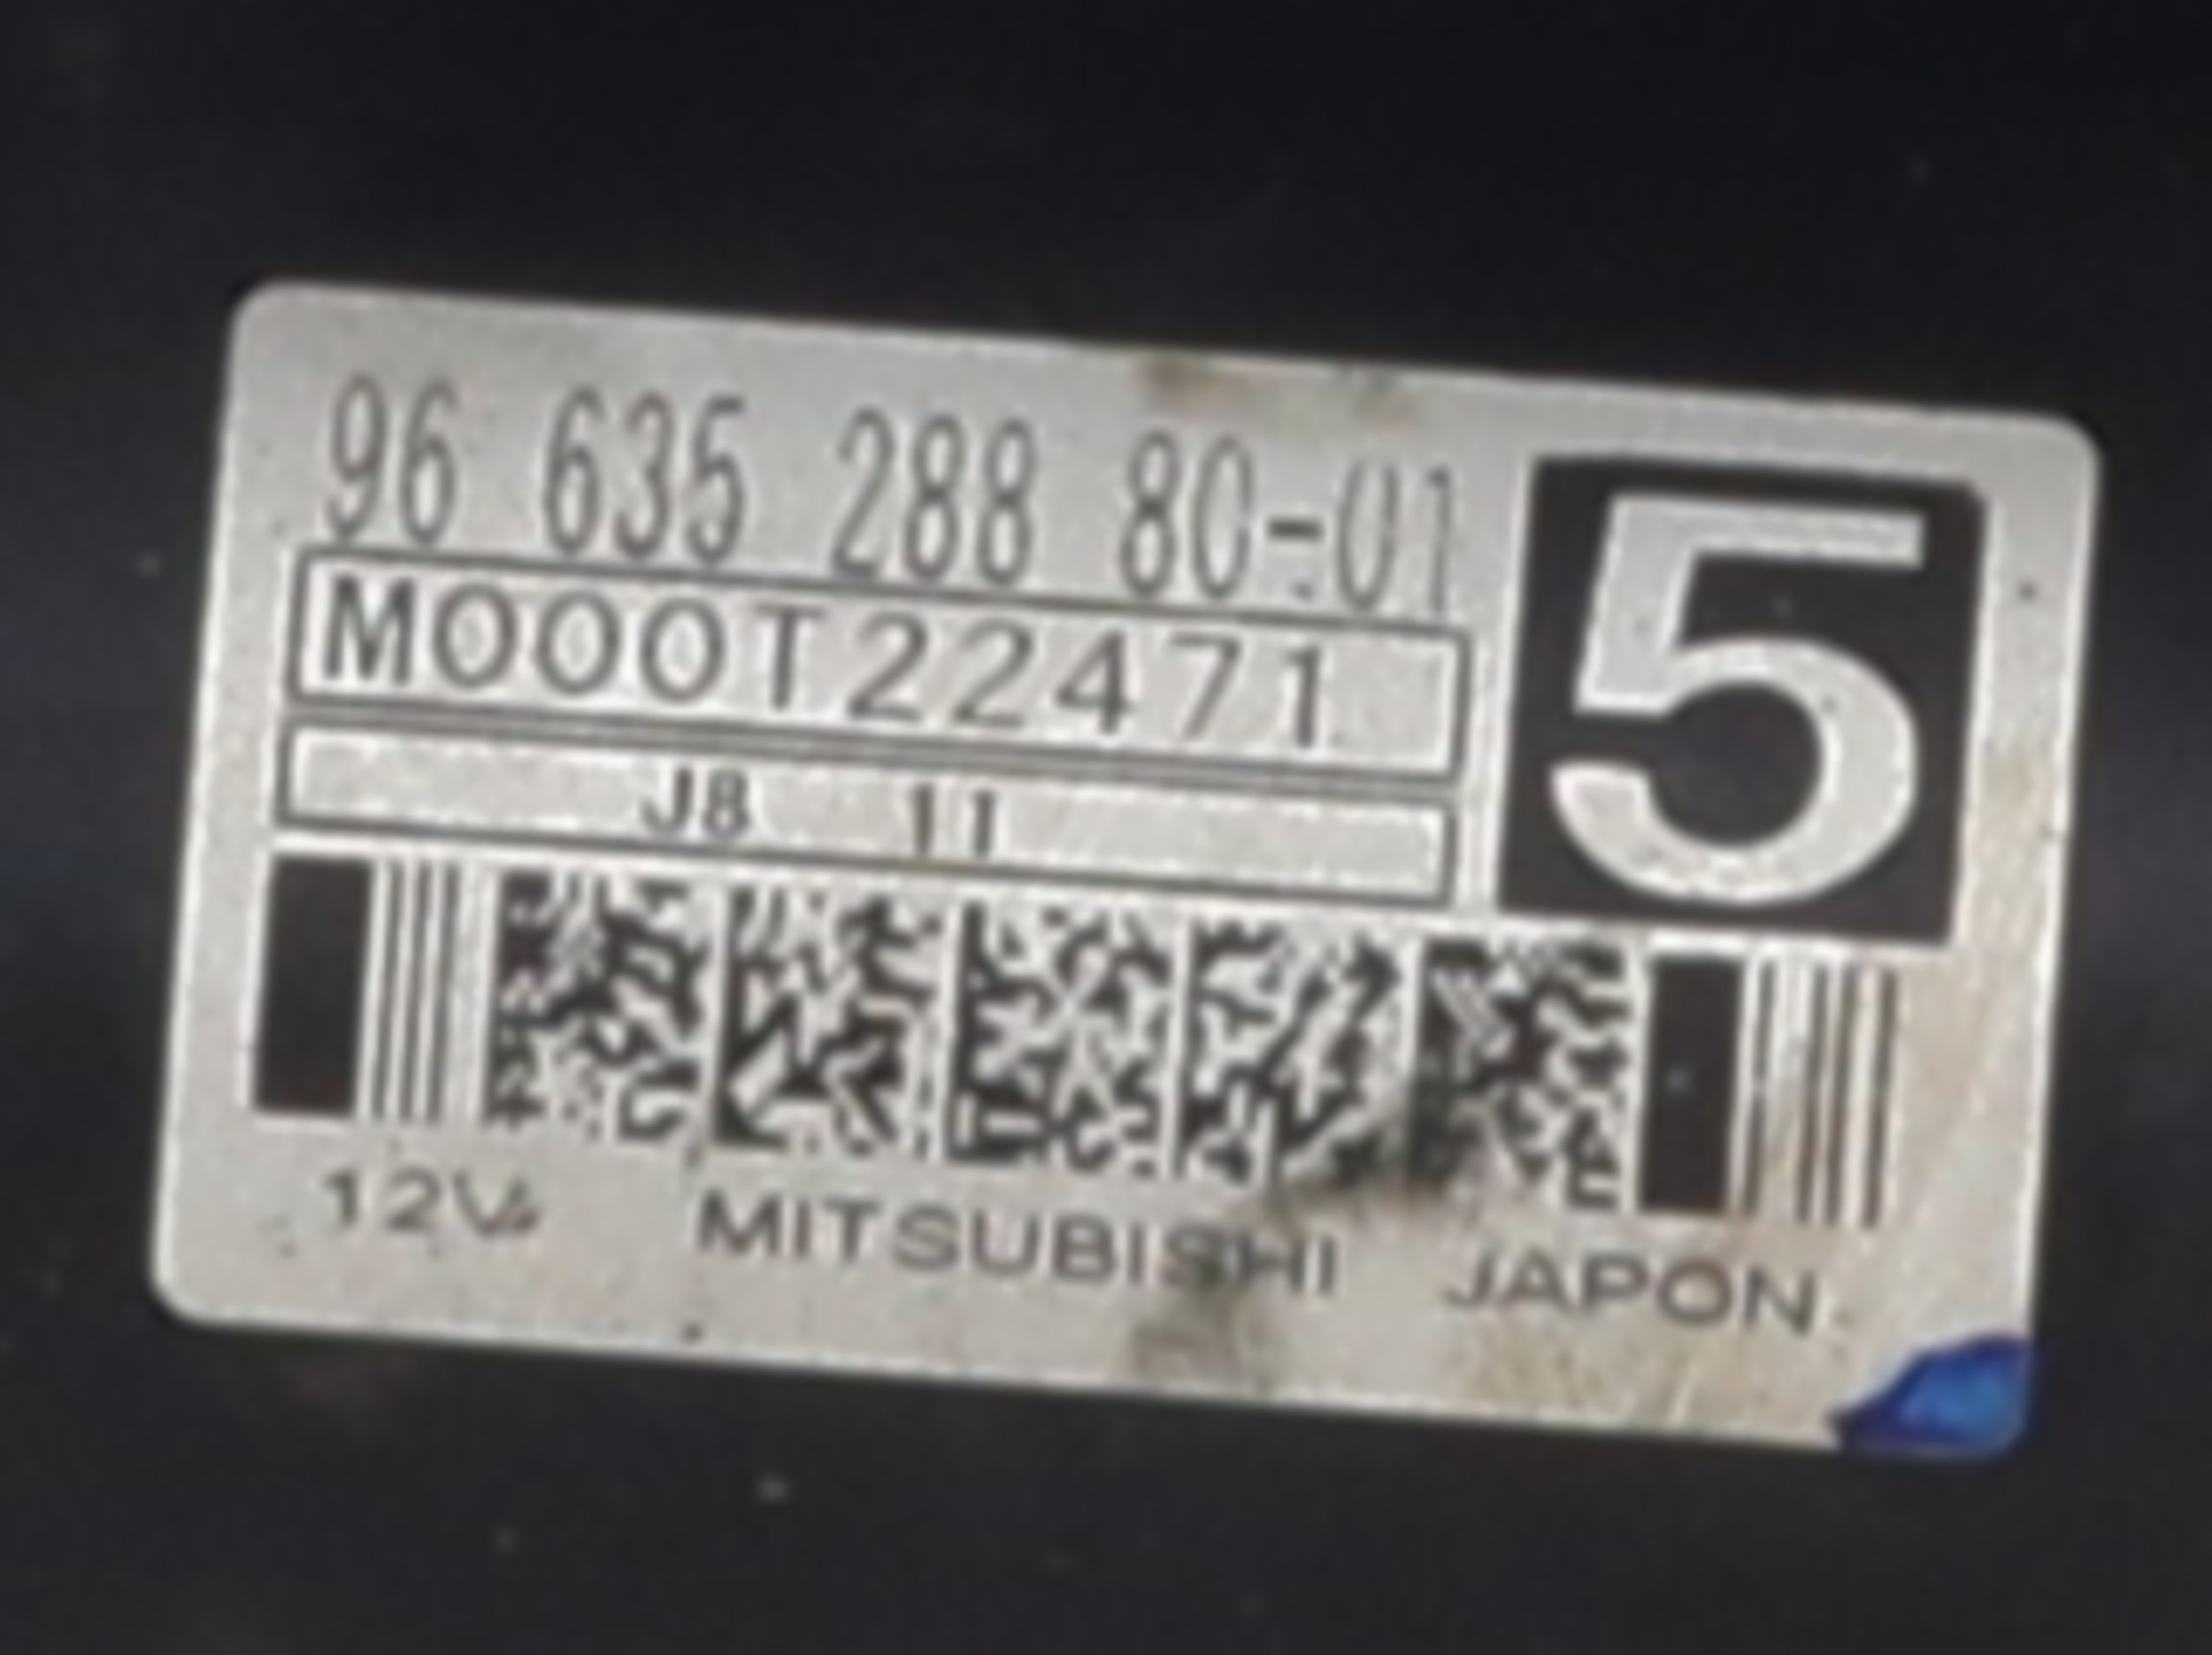 96 635 288 80-01
5
M000T22471
J8 11
12V
MITSUBISHI JAPON